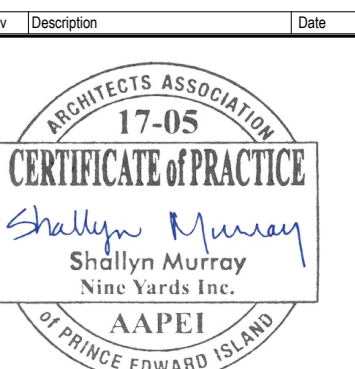 v Description Date
ARCHITECTS ASSOCIATION
17-05
CERTIFICATE of PRACTICE
Shallyn Murray
Shallyn Murray
Nine Yards Inc.
AAPEI
of PRINCE EDWARD ISLAND